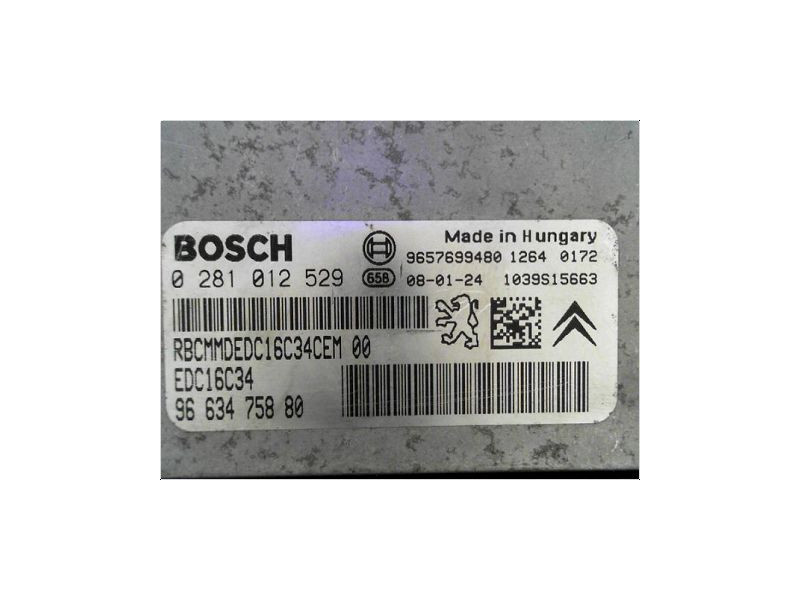 BOSCH
Made in Hungary
9657699480 1264 0172
0 281 012 529
658
08-01-24 1039S15663
RBCMMDEDC16C34CEM 00
EDC16C34
96 634 758 80